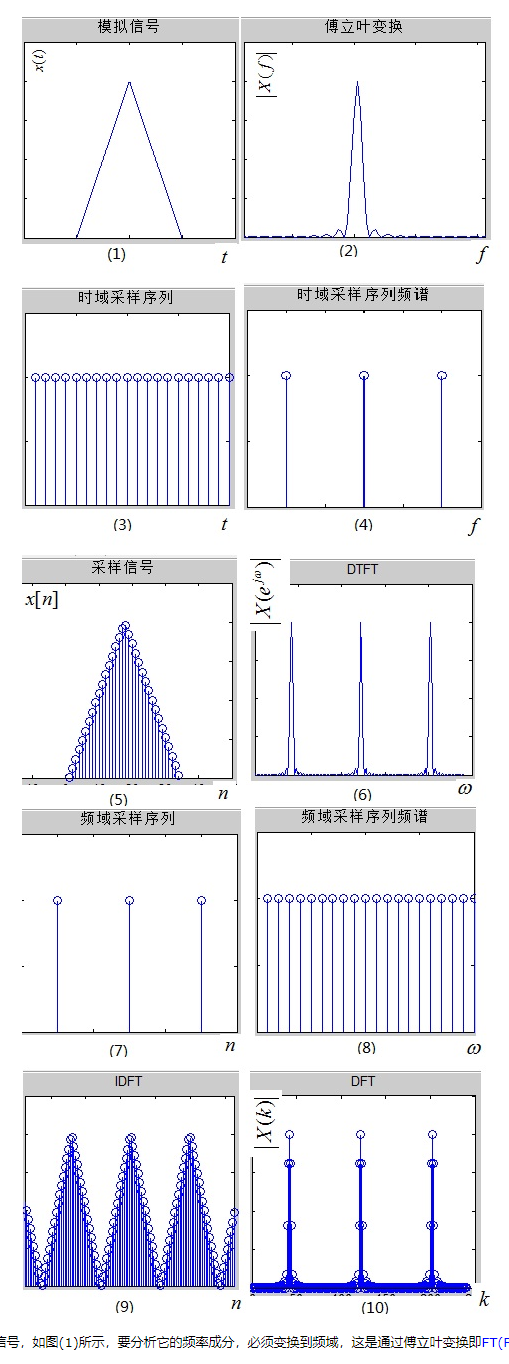 模拟信号
傅立叶变换
x(t)
|X(f)|
(1)
t
(2)
f
时域采样序列
时域采样序列频谱
(3)
t
(4)
f
采样信号
DTFT
x[n]
|X(e^{jω})|
(5)
n
(6)
ω
频域采样序列
频域采样序列频谱
(7)
n
(8)
ω
IDFT
DFT
|X(k)|
(9)
n
(10)
k
信号，如图(1)所示，要分析它的频率成分，必须变换到频域，这是通过傅立叶变换即FT(F